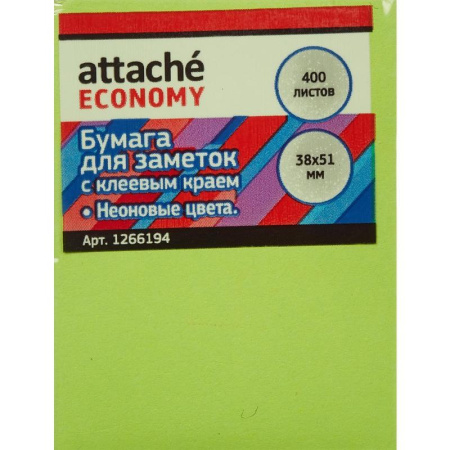 attaché
ECONOMY
400
листов
Бумага
для заметок
с клеевым краем
• Неоновые цвета.
38x51
мм
Арт. 1266194